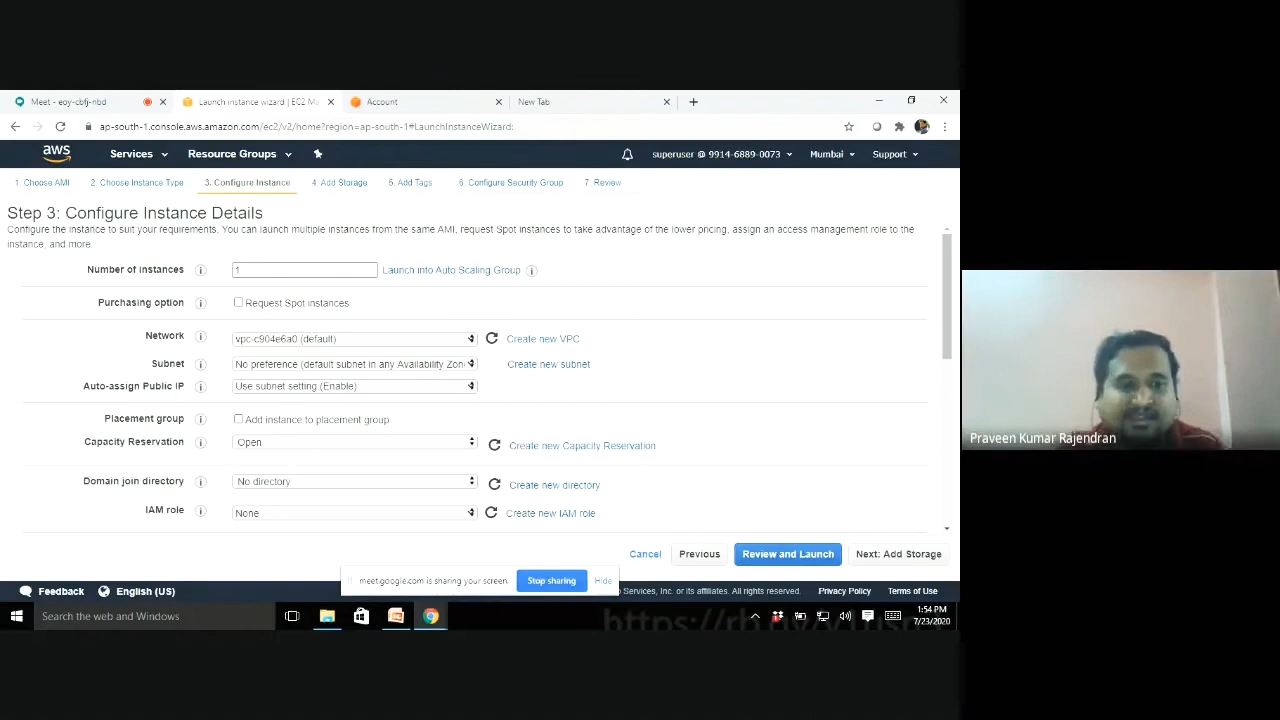 Meet - eoy-cbfj-nbd
Launch instance wizard | EC2 Ma
Account
New Tab
ap-south-1.console.aws.amazon.com/ec2/v2/home?region=ap-south-1#LaunchInstanceWizard:
aws
Services
Resource Groups
superuser @ 9914-6889-0073
Mumbai
Support
1. Choose AMI
2. Choose Instance Type
3. Configure Instance
4. Add Storage
5. Add Tags
6. Configure Security Group
7. Review
Step 3: Configure Instance Details
Configure the instance to suit your requirements. You can launch multiple instances from the same AMI, request Spot instances to take advantage of the lower pricing, assign an access management role to the
instance, and more.
Number of instances
1
Launch into Auto Scaling Group
Purchasing option
Request Spot instances
Network
vpc-c904e6a0 (default)
Create new VPC
Subnet
No preference (default subnet in any Availability Zon
Create new subnet
Auto-assign Public IP
Use subnet setting (Enable)
Placement group
Add instance to placement group
Capacity Reservation
Open
Create new Capacity Reservation
Domain join directory
No directory
Create new directory
IAM role
None
Create new IAM role
Cancel
Previous
Review and Launch
Next: Add Storage
meet.google.com is sharing your screen.
Stop sharing
Hide
Feedback
English (US)
Services, Inc. or its affiliates. All rights reserved.
Privacy Policy
Terms of Use
Search the web and Windows
1:54 PM
7/23/2020
Praveen Kumar Rajendran